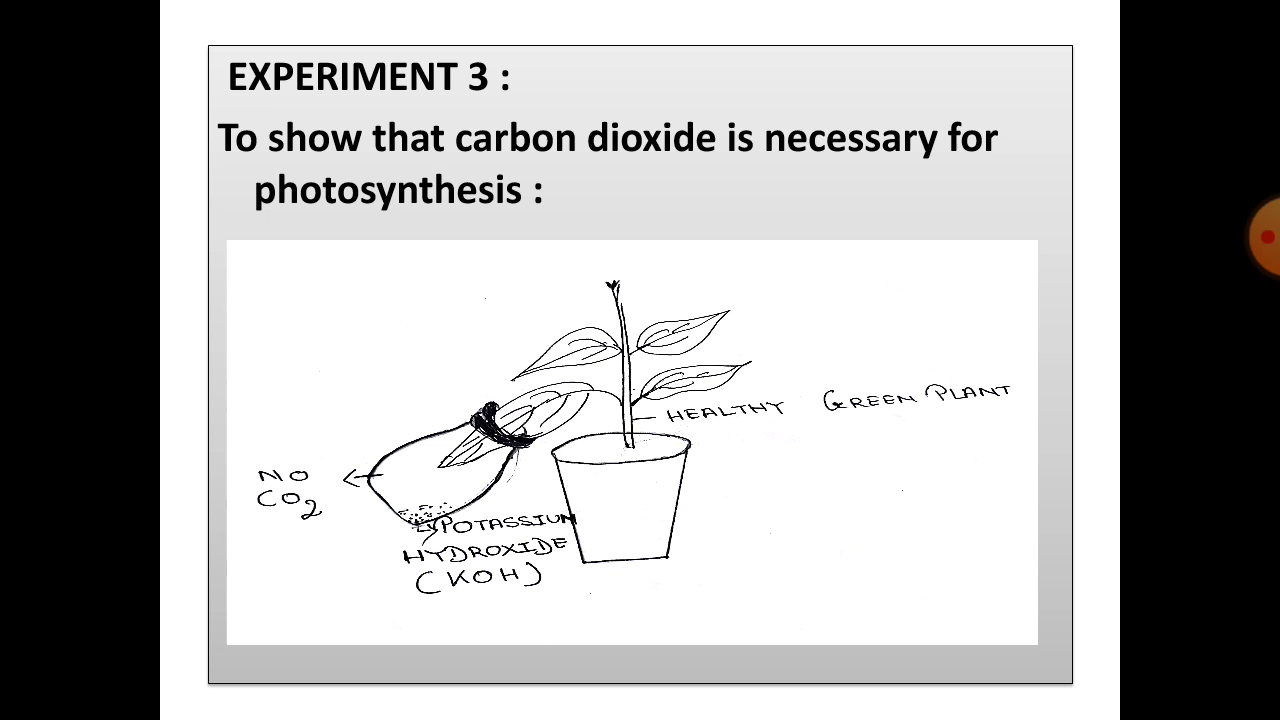 EXPERIMENT 3 :
To show that carbon dioxide is necessary for
photosynthesis :
HEALTHY GREEN PLANT
NO
CO2
POTASSIUM
HYDROXIDE
(KOH)